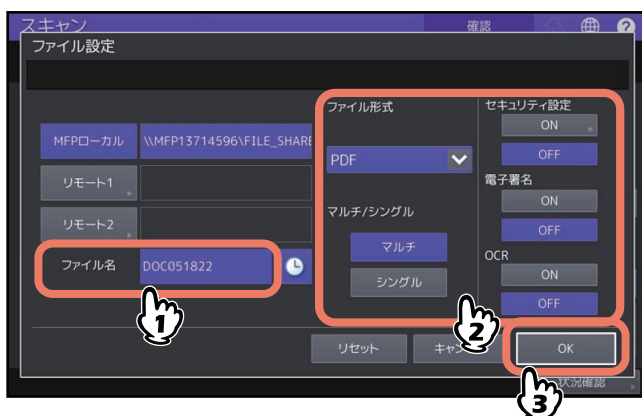 スキャン
確認
?
ファイル設定
MFPローカル
\\MFP13714596\FILE_SHARE
リモート1
リモート2
ファイル名
DOC051822
1
ファイル形式
PDF
マルチ/シングル
マルチ
シングル
2
セキュリティ設定
ON
OFF
電子署名
ON
OFF
OCR
ON
OFF
リセット
キャン
OK
3
状況確認